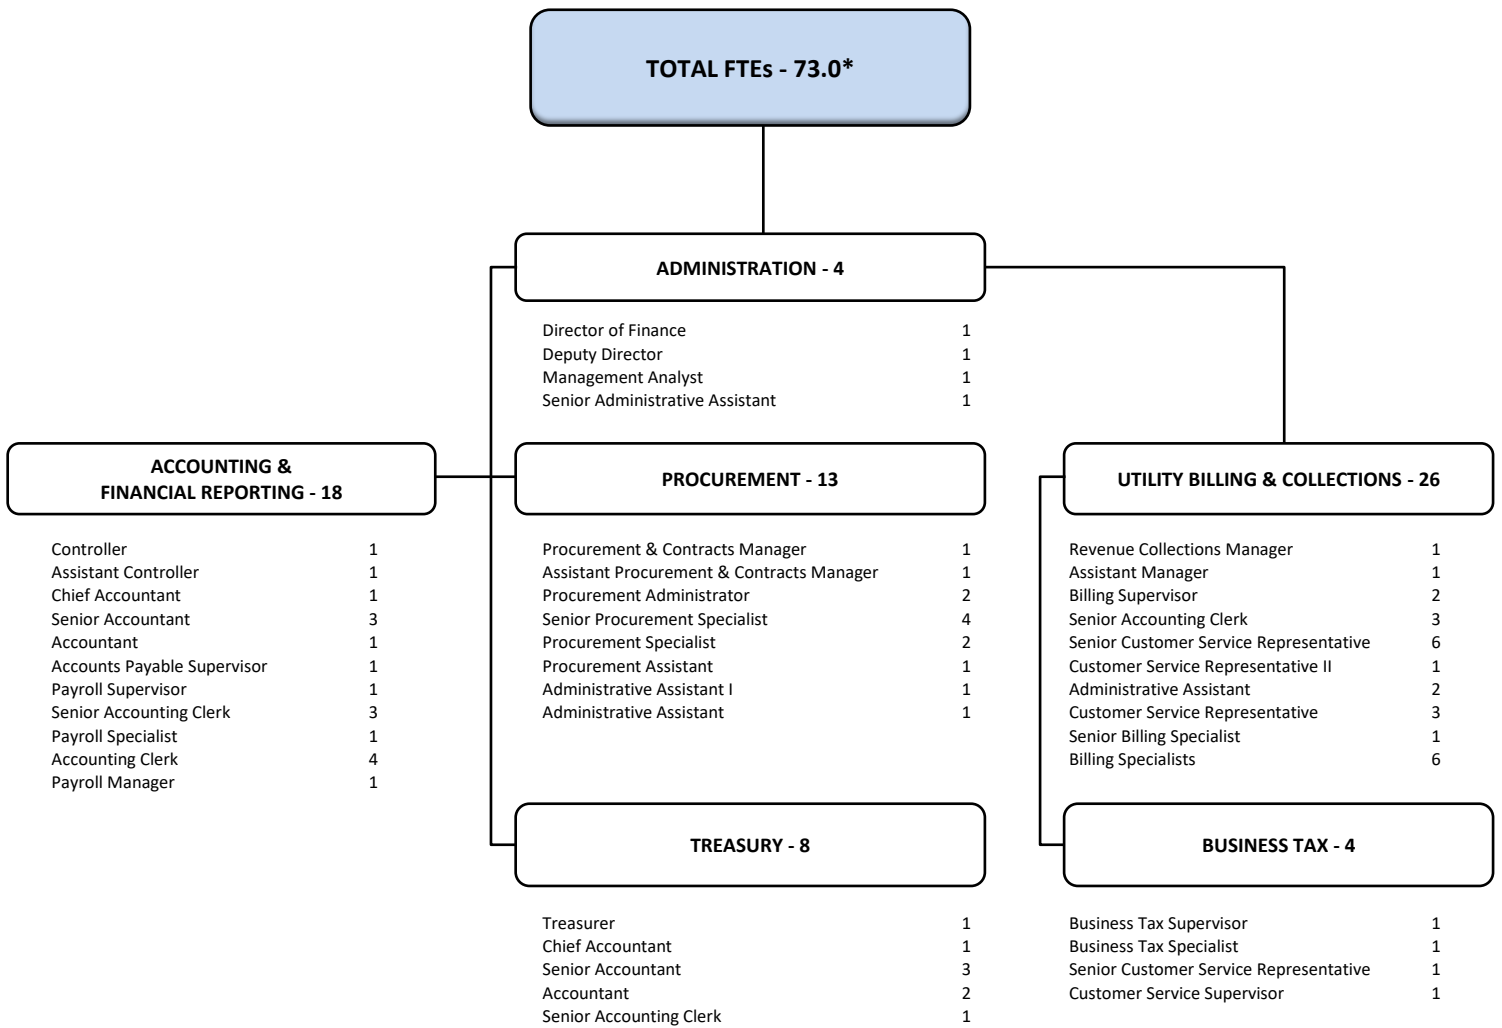 TOTAL FTEs - 73.0*
ADMINISTRATION - 4
Director of Finance 1
Deputy Director 1
Management Analyst 1
Senior Administrative Assistant 1
ACCOUNTING &
FINANCIAL REPORTING - 18
Controller 1
Assistant Controller 1
Chief Accountant 1
Senior Accountant 3
Accountant 1
Accounts Payable Supervisor 1
Payroll Supervisor 1
Senior Accounting Clerk 3
Payroll Specialist 1
Accounting Clerk 4
Payroll Manager 1
PROCUREMENT - 13
Procurement & Contracts Manager 1
Assistant Procurement & Contracts Manager 1
Procurement Administrator 2
Senior Procurement Specialist 4
Procurement Specialist 2
Procurement Assistant 1
Administrative Assistant I 1
Administrative Assistant 1
UTILITY BILLING & COLLECTIONS - 26
Revenue Collections Manager 1
Assistant Manager 1
Billing Supervisor 2
Senior Accounting Clerk 3
Senior Customer Service Representative 6
Customer Service Representative II 1
Administrative Assistant 2
Customer Service Representative 3
Senior Billing Specialist 1
Billing Specialists 6
TREASURY - 8
Treasurer 1
Chief Accountant 1
Senior Accountant 3
Accountant 2
Senior Accounting Clerk 1
BUSINESS TAX - 4
Business Tax Supervisor 1
Business Tax Specialist 1
Senior Customer Service Representative 1
Customer Service Supervisor 1